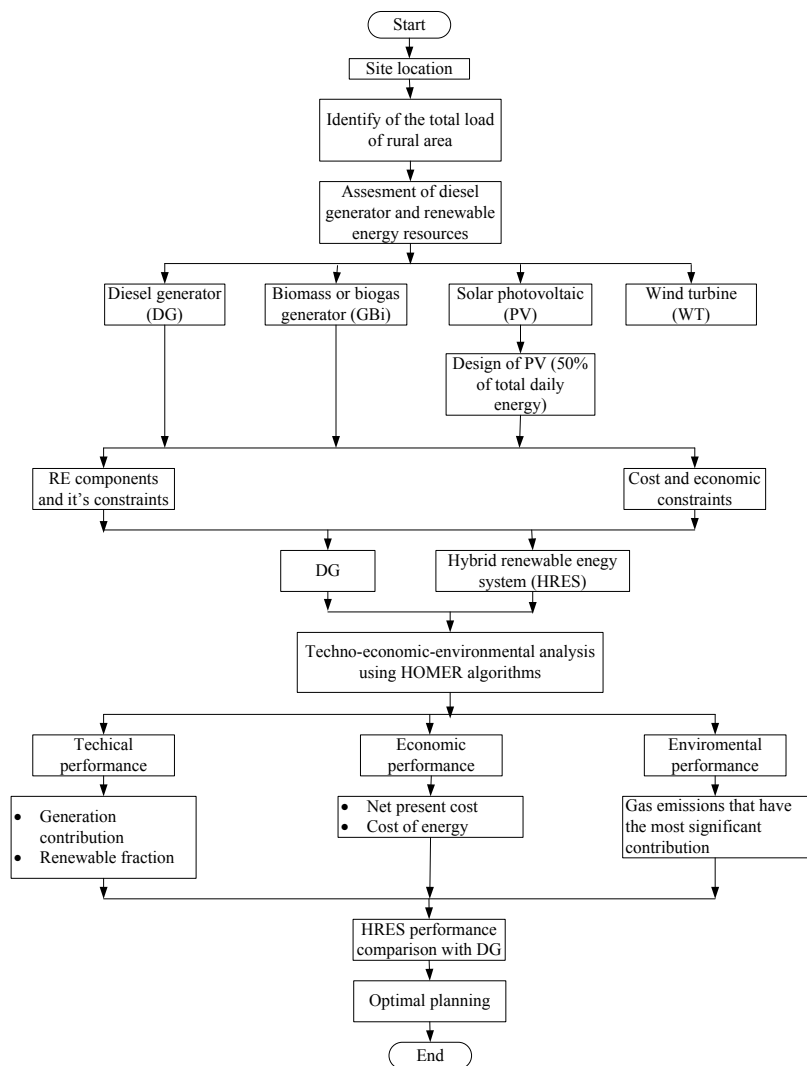 Start
Site location
Identify of the total load
of rural area
Assesment of diesel
generator and renewable
energy resources
Diesel generator
(DG)
Biomass or biogas
generator (GBi)
Solar photovoltaic
(PV)
Wind turbine
(WT)
Design of PV (50%
of total daily
energy)
RE components
and it's constraints
Cost and economic
constraints
DG
Hybrid renewable enegy
system (HRES)
Techno-economic-environmental analysis
using HOMER algorithms
Techical
performance
Economic
performance
Enviromental
performance
• Generation
contribution
• Renewable fraction
• Net present cost
• Cost of energy
Gas emissions that have
the most significant
contribution
HRES performance
comparison with DG
Optimal planning
End